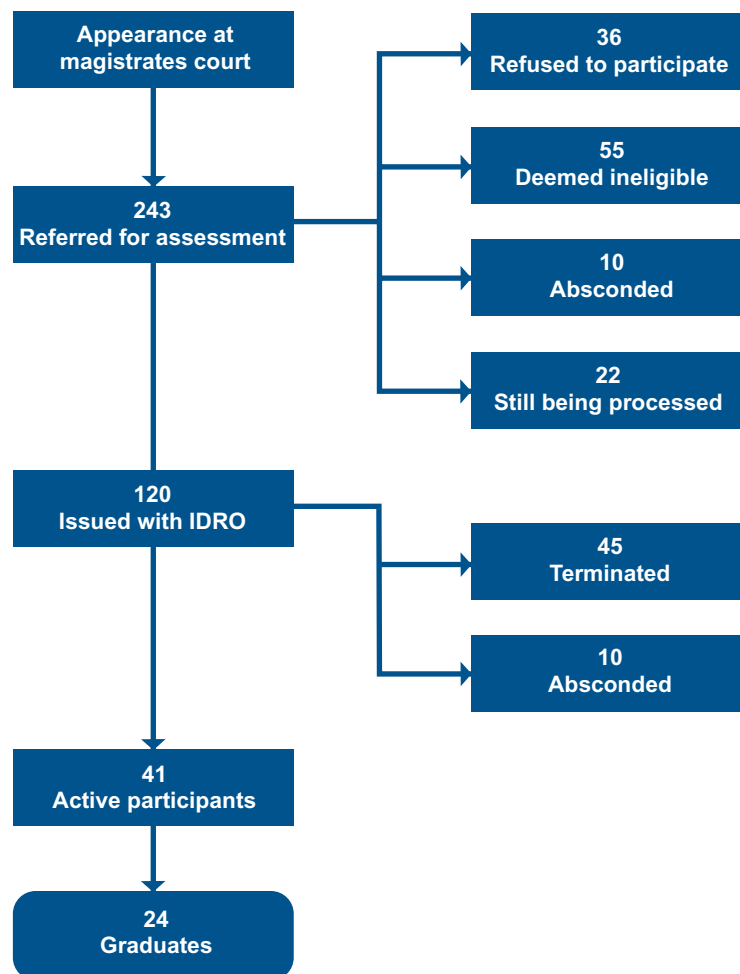 Appearance at
magistrates court
36
Refused to participate
55
Deemed ineligible
243
Referred for assessment
10
Absconded
22
Still being processed
120
Issued with IDRO
45
Terminated
10
Absconded
41
Active participants
24
Graduates